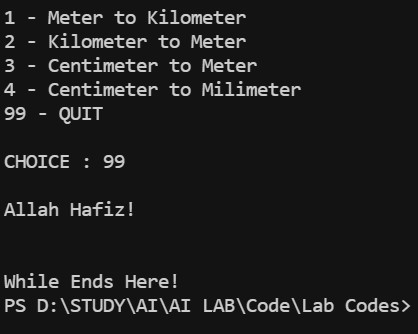 1 - Meter to Kilometer
2 - Kilometer to Meter
3 - Centimeter to Meter
4 - Centimeter to Milimeter
99 - QUIT
CHOICE : 99
Allah Hafiz!
While Ends Here!
PS D:\STUDY\AI\AI LAB\Code\Lab Codes>